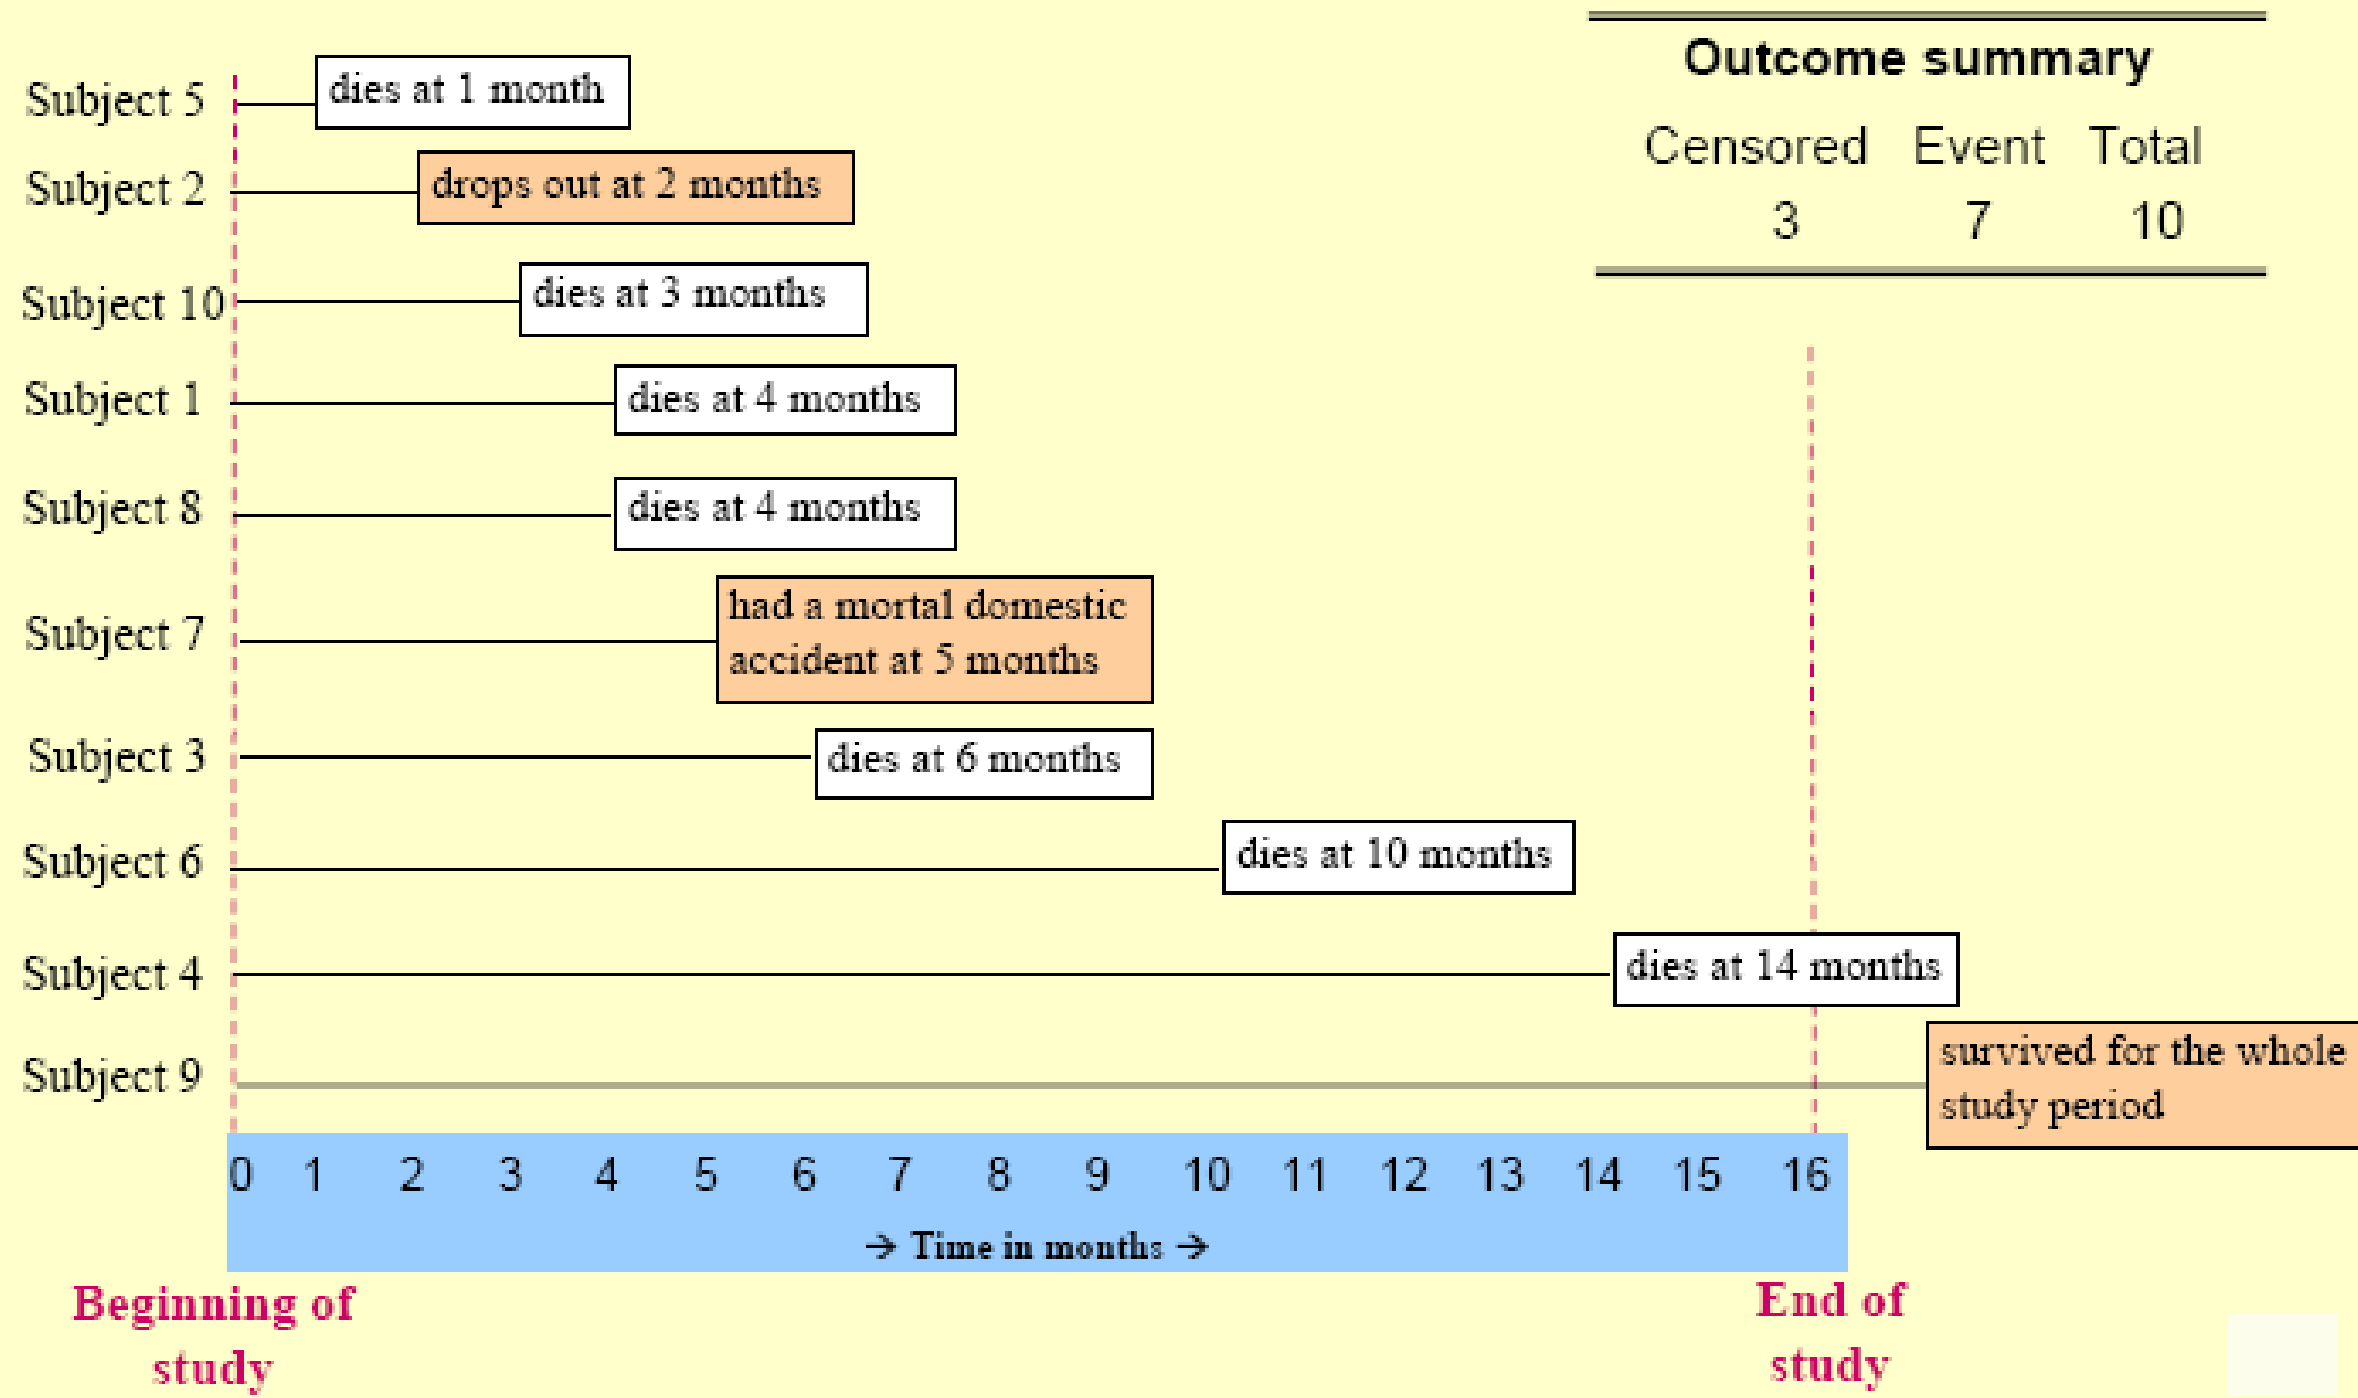 Outcome summary
Censored Event Total
3 7 10
Subject 5 dies at 1 month
Subject 2 drops out at 2 months
Subject 10 dies at 3 months
Subject 1 dies at 4 months
Subject 8 dies at 4 months
Subject 7 had a mortal domestic
accident at 5 months
Subject 3 dies at 6 months
Subject 6 dies at 10 months
Subject 4 dies at 14 months
Subject 9 survived for the whole
study period
0 1 2 3 4 5 6 7 8 9 10 11 12 13 14 15 16
→ Time in months →
Beginning of
study
End of
study